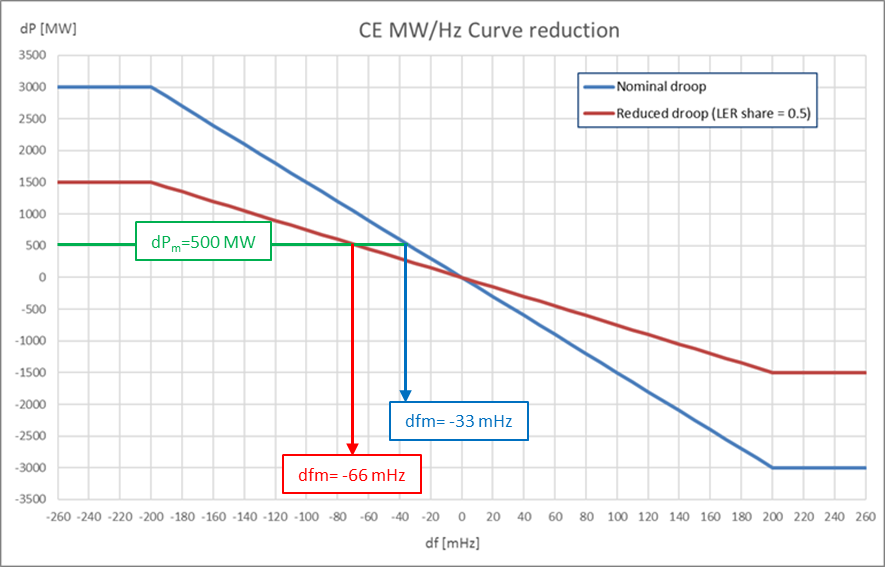 CE MW/Hz Curve reduction
dP [MW]
Nominal droop
Reduced droop (LER share = 0.5)
3500
3000
2500
2000
1500
1000
500
0
-500
-1000
-1500
-2000
-2500
-3000
-3500
dPm=500 MW
dfm= -33 mHz
dfm= -66 mHz
-260 -240 -220 -200 -180 -160 -140 -120 -100 -80 -60 -40 -20 0 20 40 60 80 100 120 140 160 180 200 220 240 260
df [mHz]